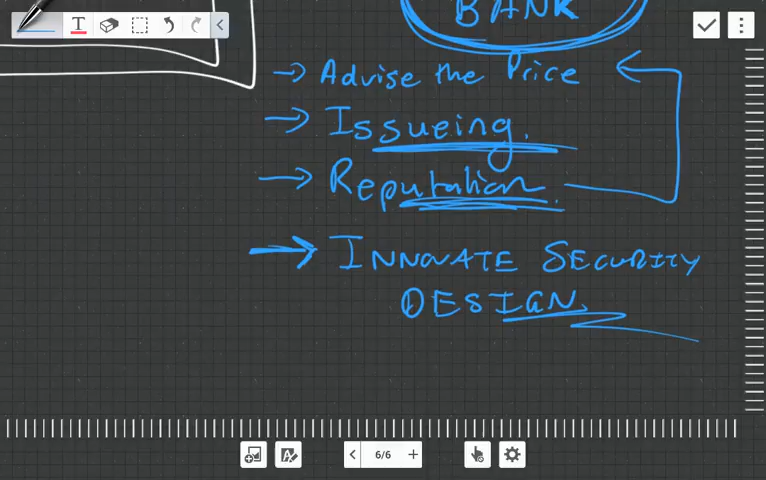 BANK
T
→ Advise the Price
→ Issueing.
→ Reputation.
→ INNOVATE SECURITY
DESIGN.
6/6